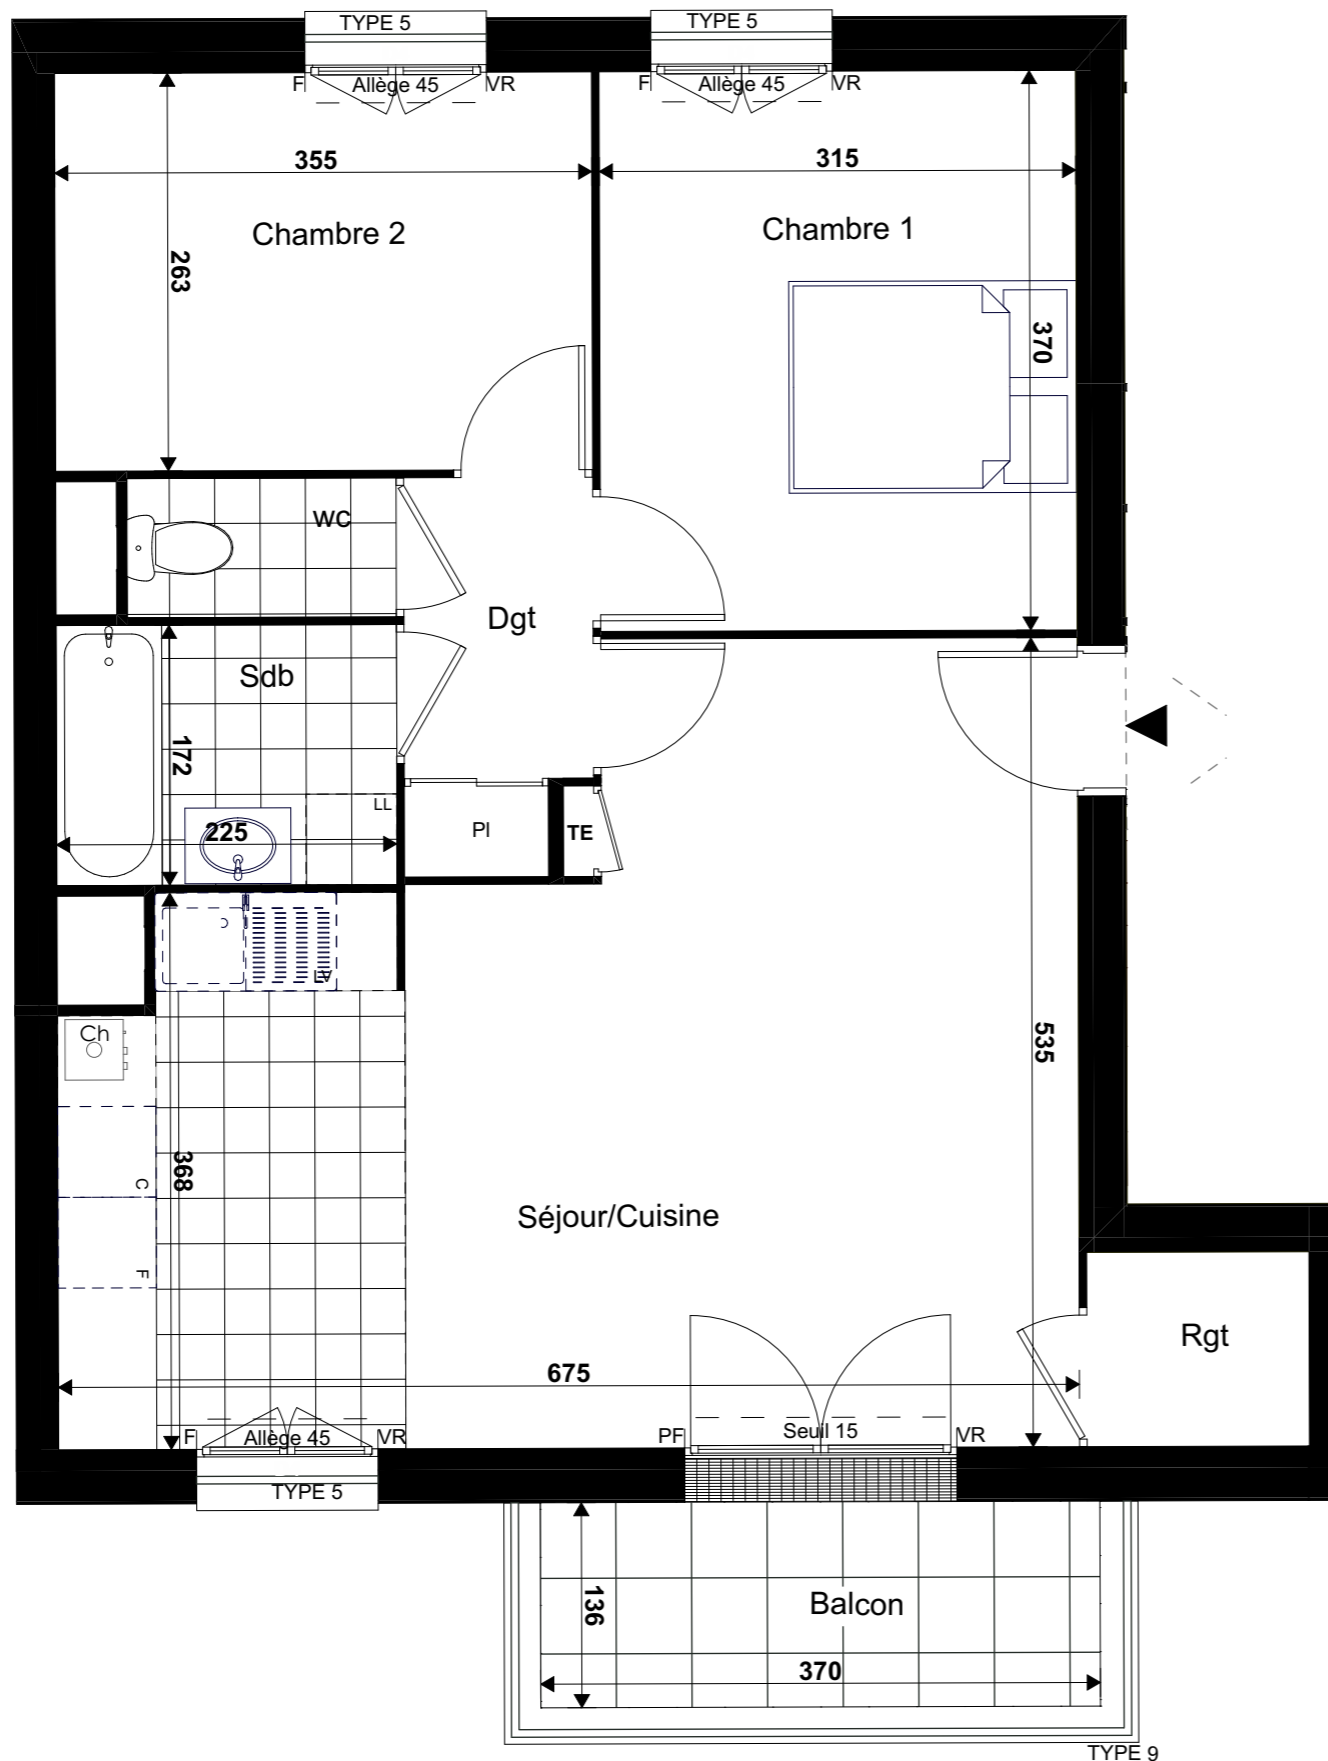 TYPE 5
TYPE 5
F
Allège 45
VR
F
Allège 45
VR
355
315
Chambre 2
Chambre 1
263
370
WC
Dgt
Sdb
172
LL
225
Pl
TE
LV
Ch
535
368
C
F
Séjour/Cuisine
Rgt
675
F
Allège 45
VR
PF
Seuil 15
VR
TYPE 5
136
Balcon
370
TYPE 9